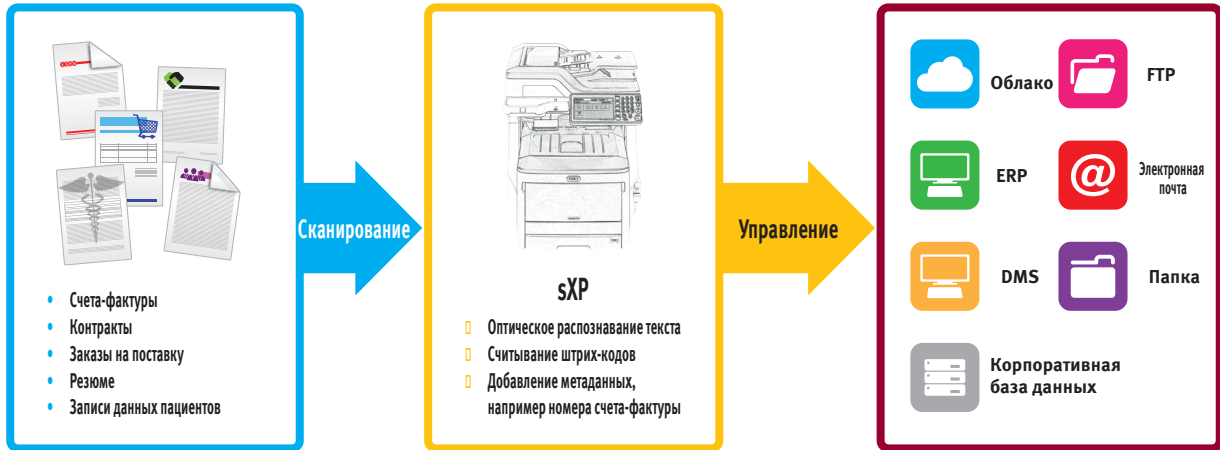 Счета-фактуры
Контракты
Заказы на поставку
Резюме
Записи данных пациентов
Сканирование
sXP
Оптическое распознавание текста
Считывание штрих-кодов
Добавление метаданных,
например номера счета-фактуры
Управление
Облако
FTP
ERP
@
Электронная
почта
DMS
Папка
Корпоративная
база данных